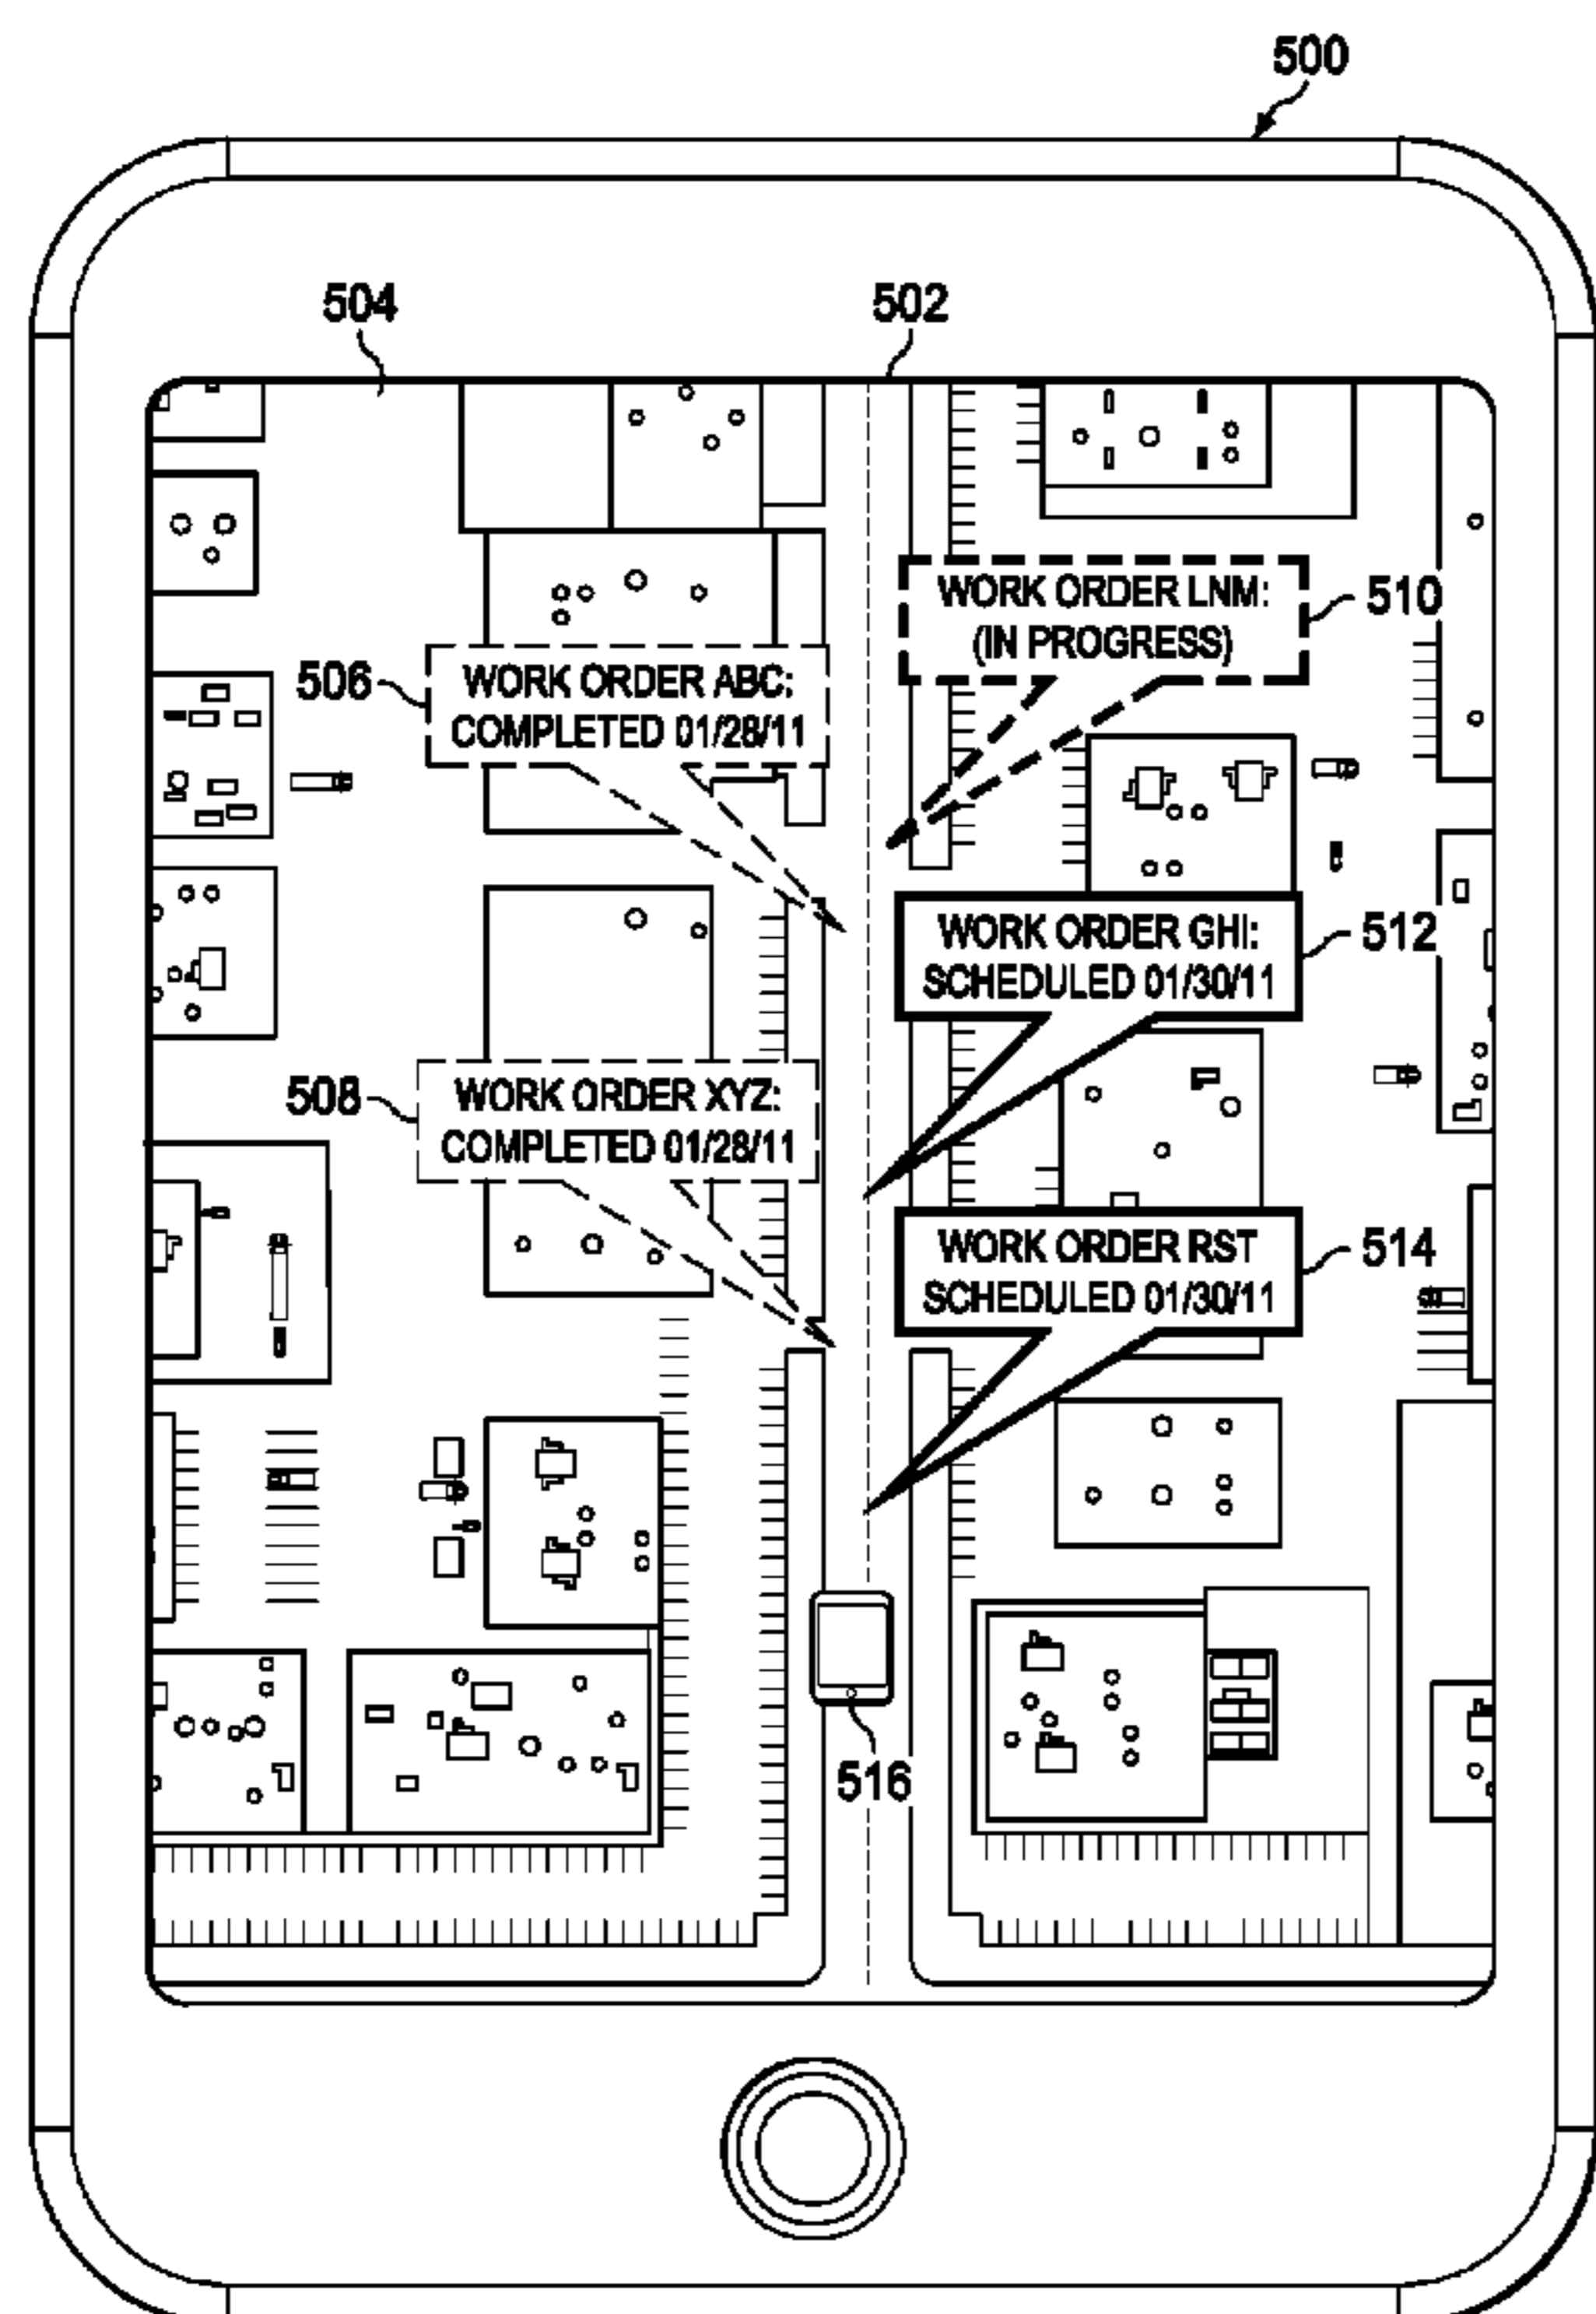 500
504
502
WORK ORDER LNM:
(IN PROGRESS)
510
506
WORK ORDER ABC:
COMPLETED 01/28/11
WORK ORDER GHI:
SCHEDULED 01/30/11
512
508
WORK ORDER XYZ:
COMPLETED 01/28/11
WORK ORDER RST
SCHEDULED 01/30/11
514
516